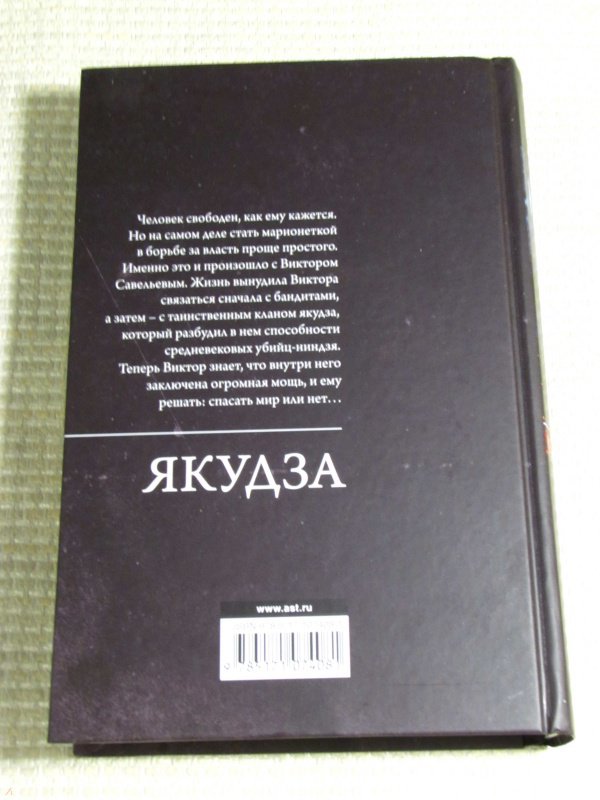 Человек свободен, как ему кажется.
Но на самом деле стать марионеткой
в борьбе за власть проще простого.
Именно это и произошло с Виктором
Савельевым. Жизнь вынудила Виктора
связаться сначала с бандитами,
а затем – с таинственным кланом якудза,
который разбудил в нем способности
средневековых убийц-ниндзя.
Теперь Виктор знает, что внутри него
заключена огромная мощь, и ему
решать: спасать мир или нет…
ЯКУДЗА
www.ast.ru